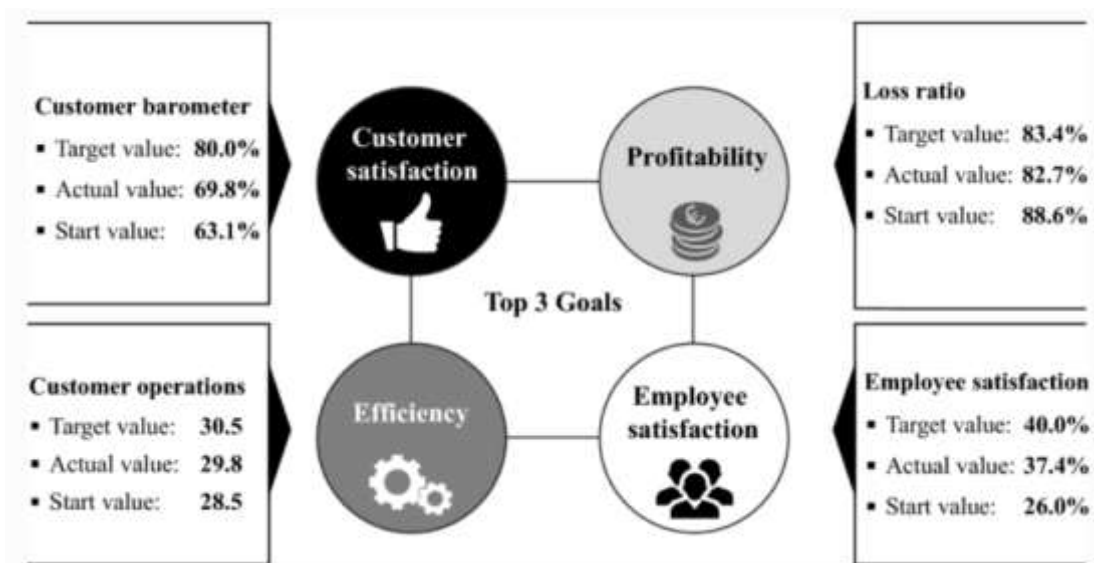 Customer barometer
▪ Target value: 80.0%
▪ Actual value: 69.8%
▪ Start value: 63.1%
Customer
satisfaction
Profitability
€
Loss ratio
▪ Target value: 83.4%
▪ Actual value: 82.7%
▪ Start value: 88.6%
Top 3 Goals
Customer operations
▪ Target value: 30.5
▪ Actual value: 29.8
▪ Start value: 28.5
Efficiency
Employee
satisfaction
Employee satisfaction
▪ Target value: 40.0%
▪ Actual value: 37.4%
▪ Start value: 26.0%